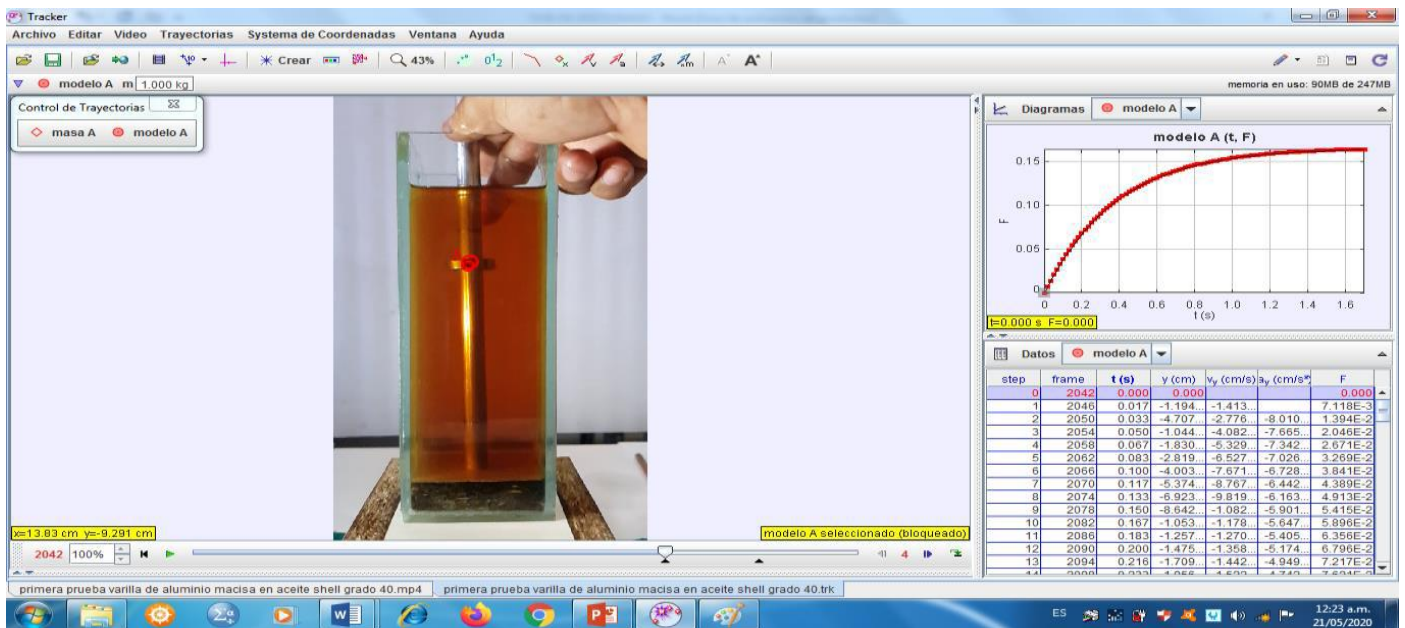 Tracker
Archivo Editar Video Trayectorias Systema de Coordenadas Ventana Ayuda
Crear 43%
modelo A m 1.000 kg
memoria en uso: 90MB de 247MB
Control de Trayectorias
masa A modelo A
Diagramas modelo A
modelo A (t, F)
0.15
0.10
F
0.05
0
0 0.2 0.4 0.6 0.8 1.0 1.2 1.4 1.6
t (s)
t=0.000 s F=0.000
Datos modelo A
step frame t (s) y (cm) vy (cm/s) ay (cm/s² F
0 2042 0.000 0.000 0.000
1 2046 0.017 -1.194... -1.413... 7.118E-3
2 2050 0.033 -4.707... -2.776... -8.010... 1.394E-2
3 2054 0.050 -1.044... -4.082... -7.665... 2.046E-2
4 2058 0.067 -1.830... -5.329... -7.342... 2.671E-2
5 2062 0.083 -2.819... -6.527... -7.026... 3.269E-2
6 2066 0.100 -4.003... -7.671... -6.728... 3.841E-2
7 2070 0.117 -5.374... -8.767... -6.442... 4.389E-2
8 2074 0.133 -6.923... -9.819... -6.163... 4.913E-2
9 2078 0.150 -8.642... -1.082... -5.901... 5.415E-2
10 2082 0.167 -1.053... -1.178... -5.647... 5.896E-2
11 2086 0.183 -1.257... -1.270... -5.405... 6.356E-2
12 2090 0.200 -1.475... -1.358... -5.174... 6.796E-2
13 2094 0.216 -1.709... -1.442... -4.949... 7.217E-2
x=13.83 cm y=-9.291 cm
modelo A seleccionado (bloqueado)
2042 100% 4
primera prueba varilla de aluminio macisa en aceite shell grado 40.mp4 primera prueba varilla de aluminio macisa en aceite shell grado 40.trk
ES 12:23 a.m.
21/05/2020